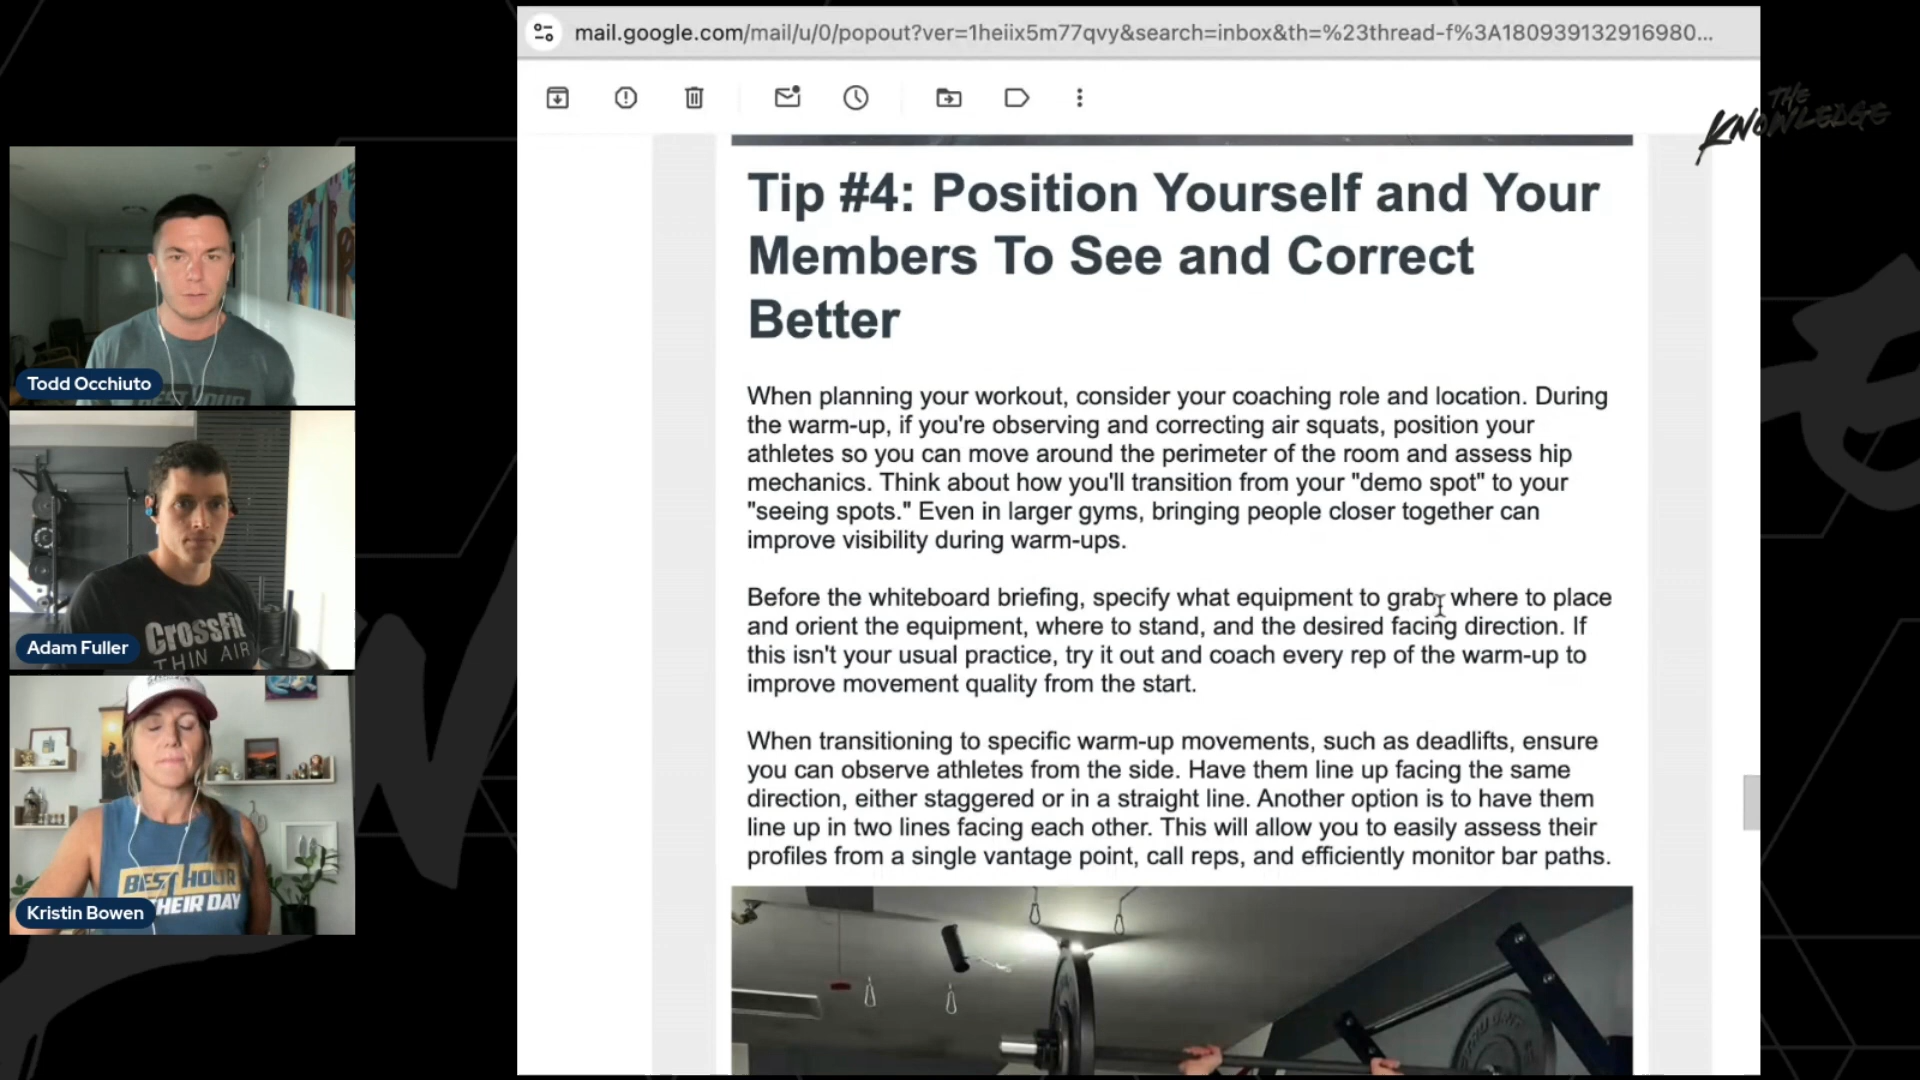 mail.google.com/mail/u/0/popout?ver=1heiix5m77qvy&search=inbox&th=%23thread-f%3A180939132916980...
THE
KNOWLEDGE
Tip #4: Position Yourself and Your
Members To See and Correct
Better
When planning your workout, consider your coaching role and location. During
the warm-up, if you're observing and correcting air squats, position your
athletes so you can move around the perimeter of the room and assess hip
mechanics. Think about how you'll transition from your "demo spot" to your
"seeing spots." Even in larger gyms, bringing people closer together can
improve visibility during warm-ups.
Before the whiteboard briefing, specify what equipment to grab, where to place
and orient the equipment, where to stand, and the desired facing direction. If
this isn't your usual practice, try it out and coach every rep of the warm-up to
improve movement quality from the start.
When transitioning to specific warm-up movements, such as deadlifts, ensure
you can observe athletes from the side. Have them line up facing the same
direction, either staggered or in a straight line. Another option is to have them
line up in two lines facing each other. This will allow you to easily assess their
profiles from a single vantage point, call reps, and efficiently monitor bar paths.
Todd Occhiuto
BEST HOUR
CrossFit
THIN AIR
Adam Fuller
BEST HOUR
THEIR DAY
Kristin Bowen